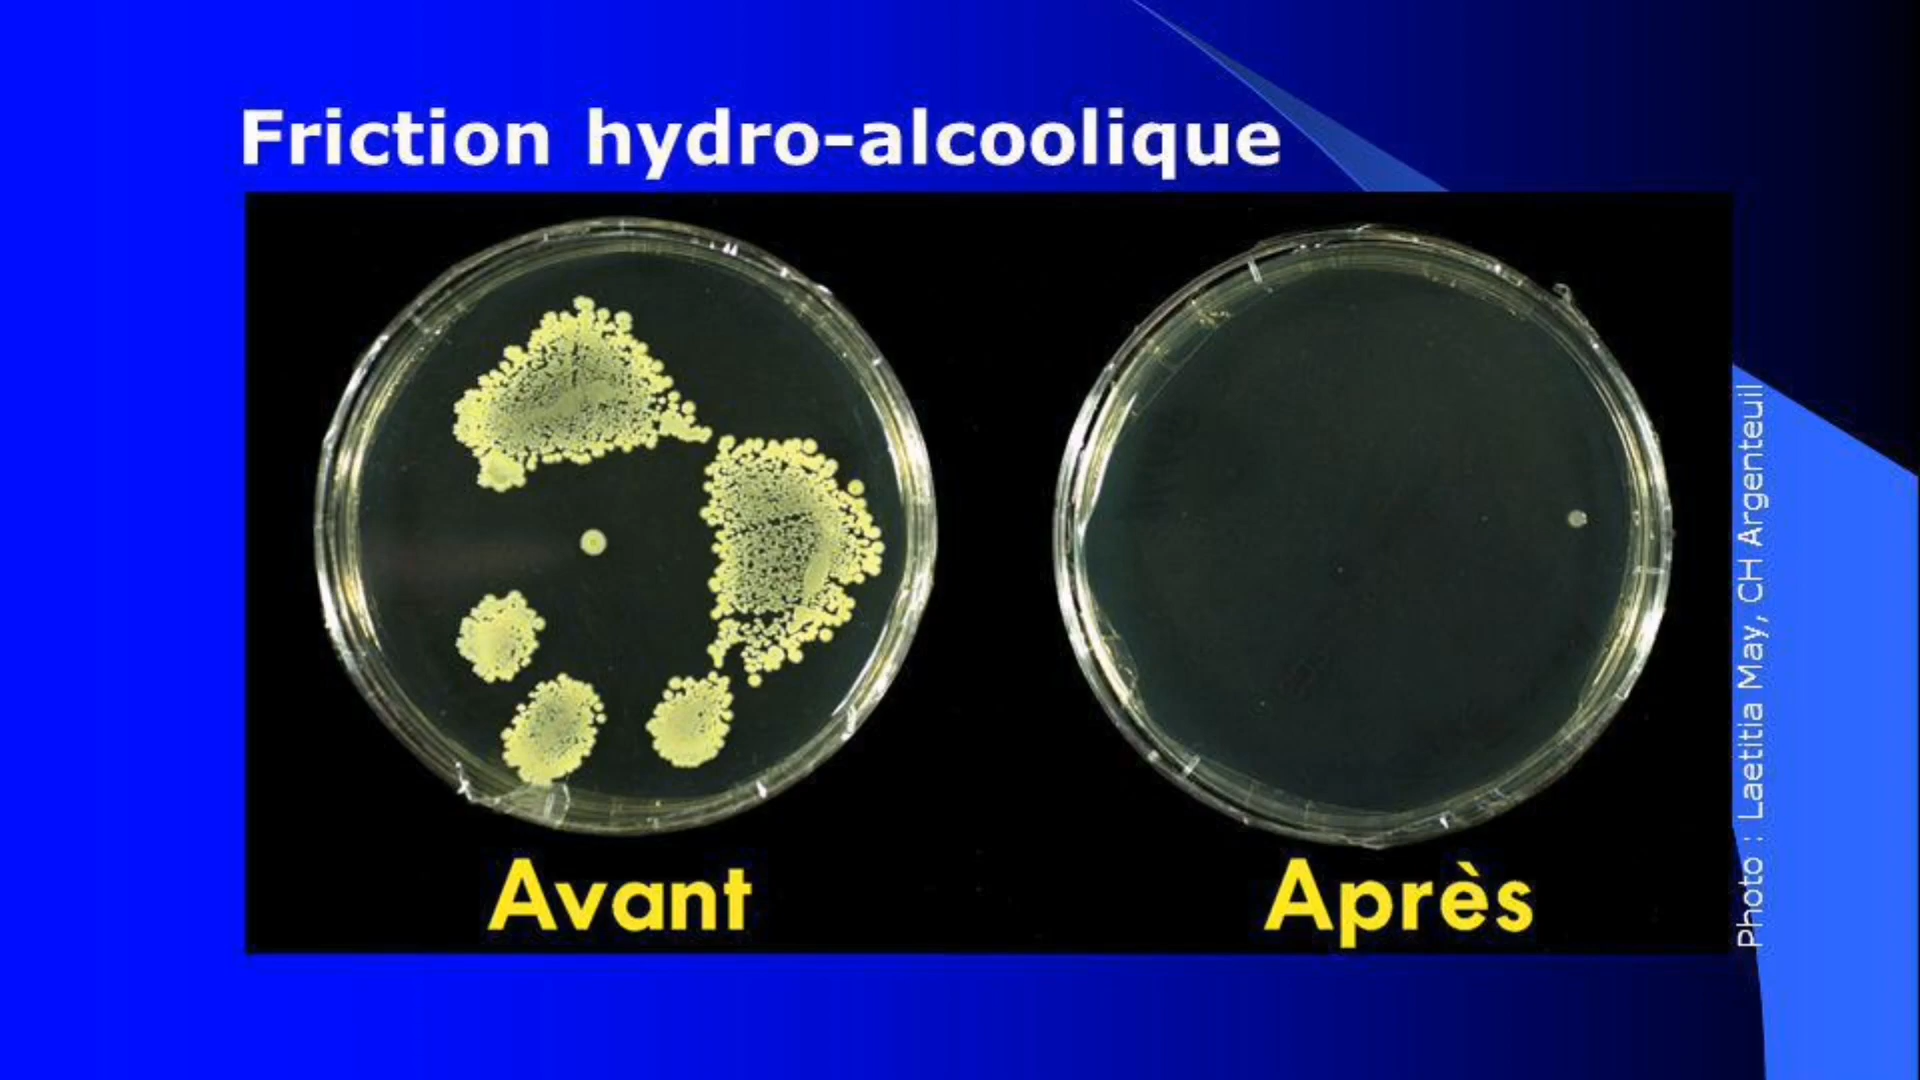 Friction hydro-alcoolique
Avant
Après
Photo : Laetitia May, CH Argenteuil